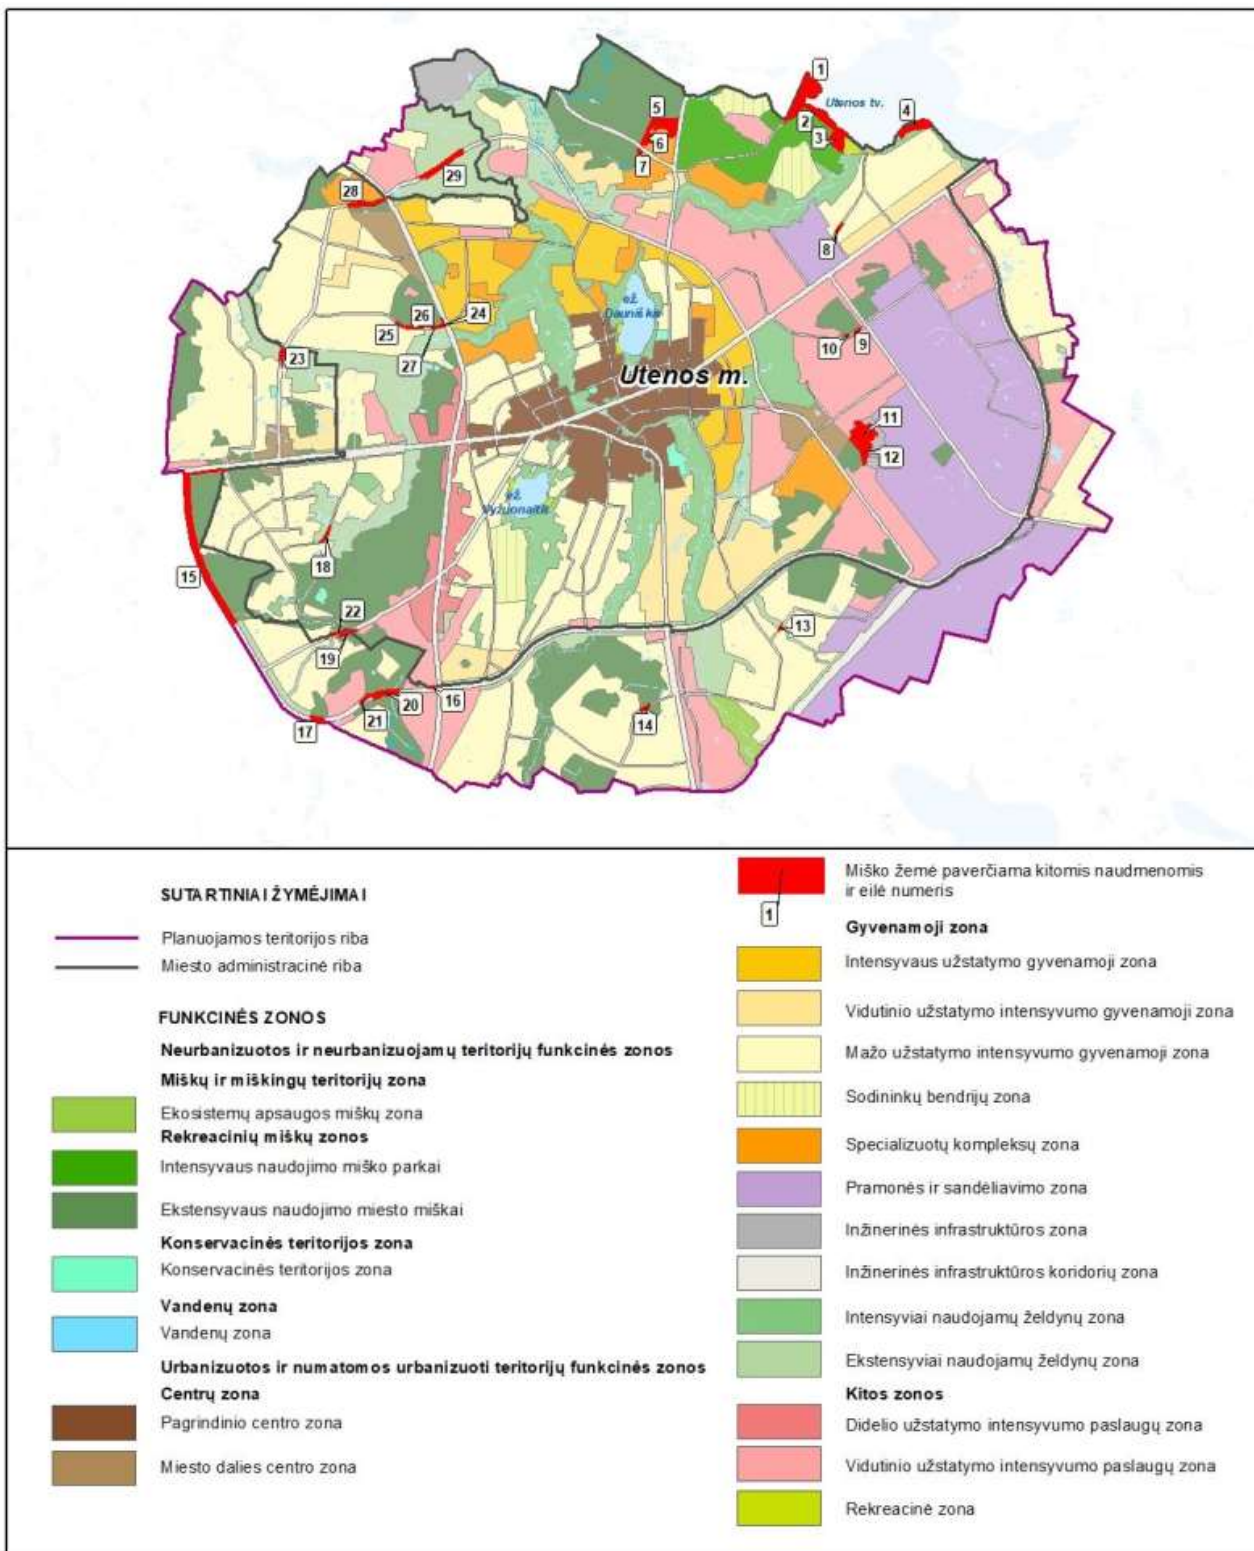 1
Utenos tv.
4
5
2
3
6
7
29
28
8
ež.
Dauniškis
26
24
25
27
10
9
23
Utenos m.
11
12
ež.
Vyžuonaitis
15
18
22
13
19
16
20
21
14
17
SUTARTINIAI ŽYMĖJIMAI
Planuojamos teritorijos riba
Miesto administracinė riba
FUNKCINĖS ZONOS
Neurbanizuotos ir neurbanizuojamų teritorijų funkcinės zonos
Miškų ir miškingų teritorijų zona
Ekosistemų apsaugos miškų zona
Rekreacinių miškų zonos
Intensyvaus naudojimo miško parkai
Ekstensyvaus naudojimo miesto miškai
Konservacinės teritorijos zona
Konservacinės teritorijos zona
Vandenų zona
Vandenų zona
Urbanizuotos ir numatomos urbanizuoti teritorijų funkcinės zonos
Centrų zona
Pagrindinio centro zona
Miesto dalies centro zona
1
Miško žemė paverčiama kitomis naudmenomis
ir eilė numeris
Gyvenamoji zona
Intensyvaus užstatymo gyvenamoji zona
Vidutinio užstatymo intensyvumo gyvenamoji zona
Mažo užstatymo intensyvumo gyvenamoji zona
Sodininkų bendrijų zona
Specializuotų kompleksų zona
Pramonės ir sandėliavimo zona
Inžinerinės infrastruktūros zona
Inžinerinės infrastruktūros koridorių zona
Intensyviai naudojamų želdynų zona
Ekstensyviai naudojamų želdynų zona
Kitos zonos
Didelio užstatymo intensyvumo paslaugų zona
Vidutinio užstatymo intensyvumo paslaugų zona
Rekreacinė zona